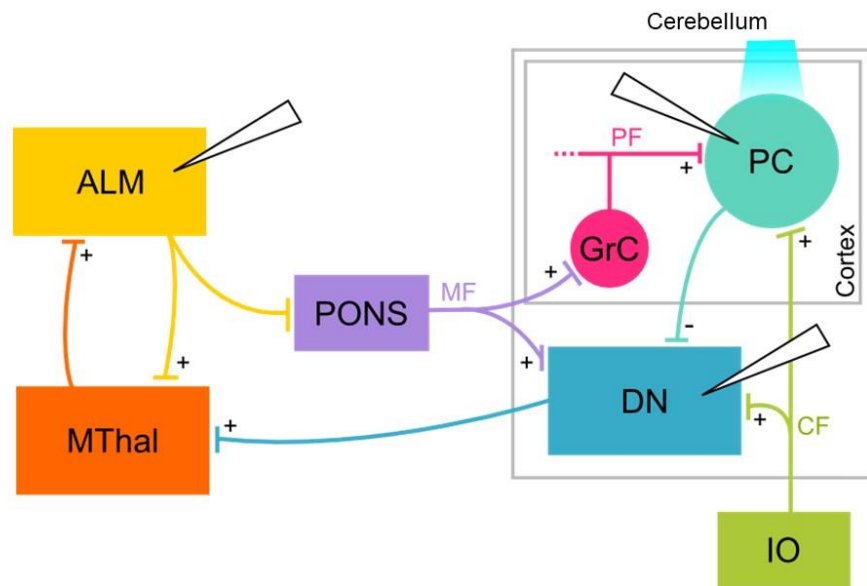 Cerebellum
PF
+
PC
ALM
GrC
+
Cortex
+
+
MF
PONS
-
+
+
DN
+
MThal
+
CF
IO